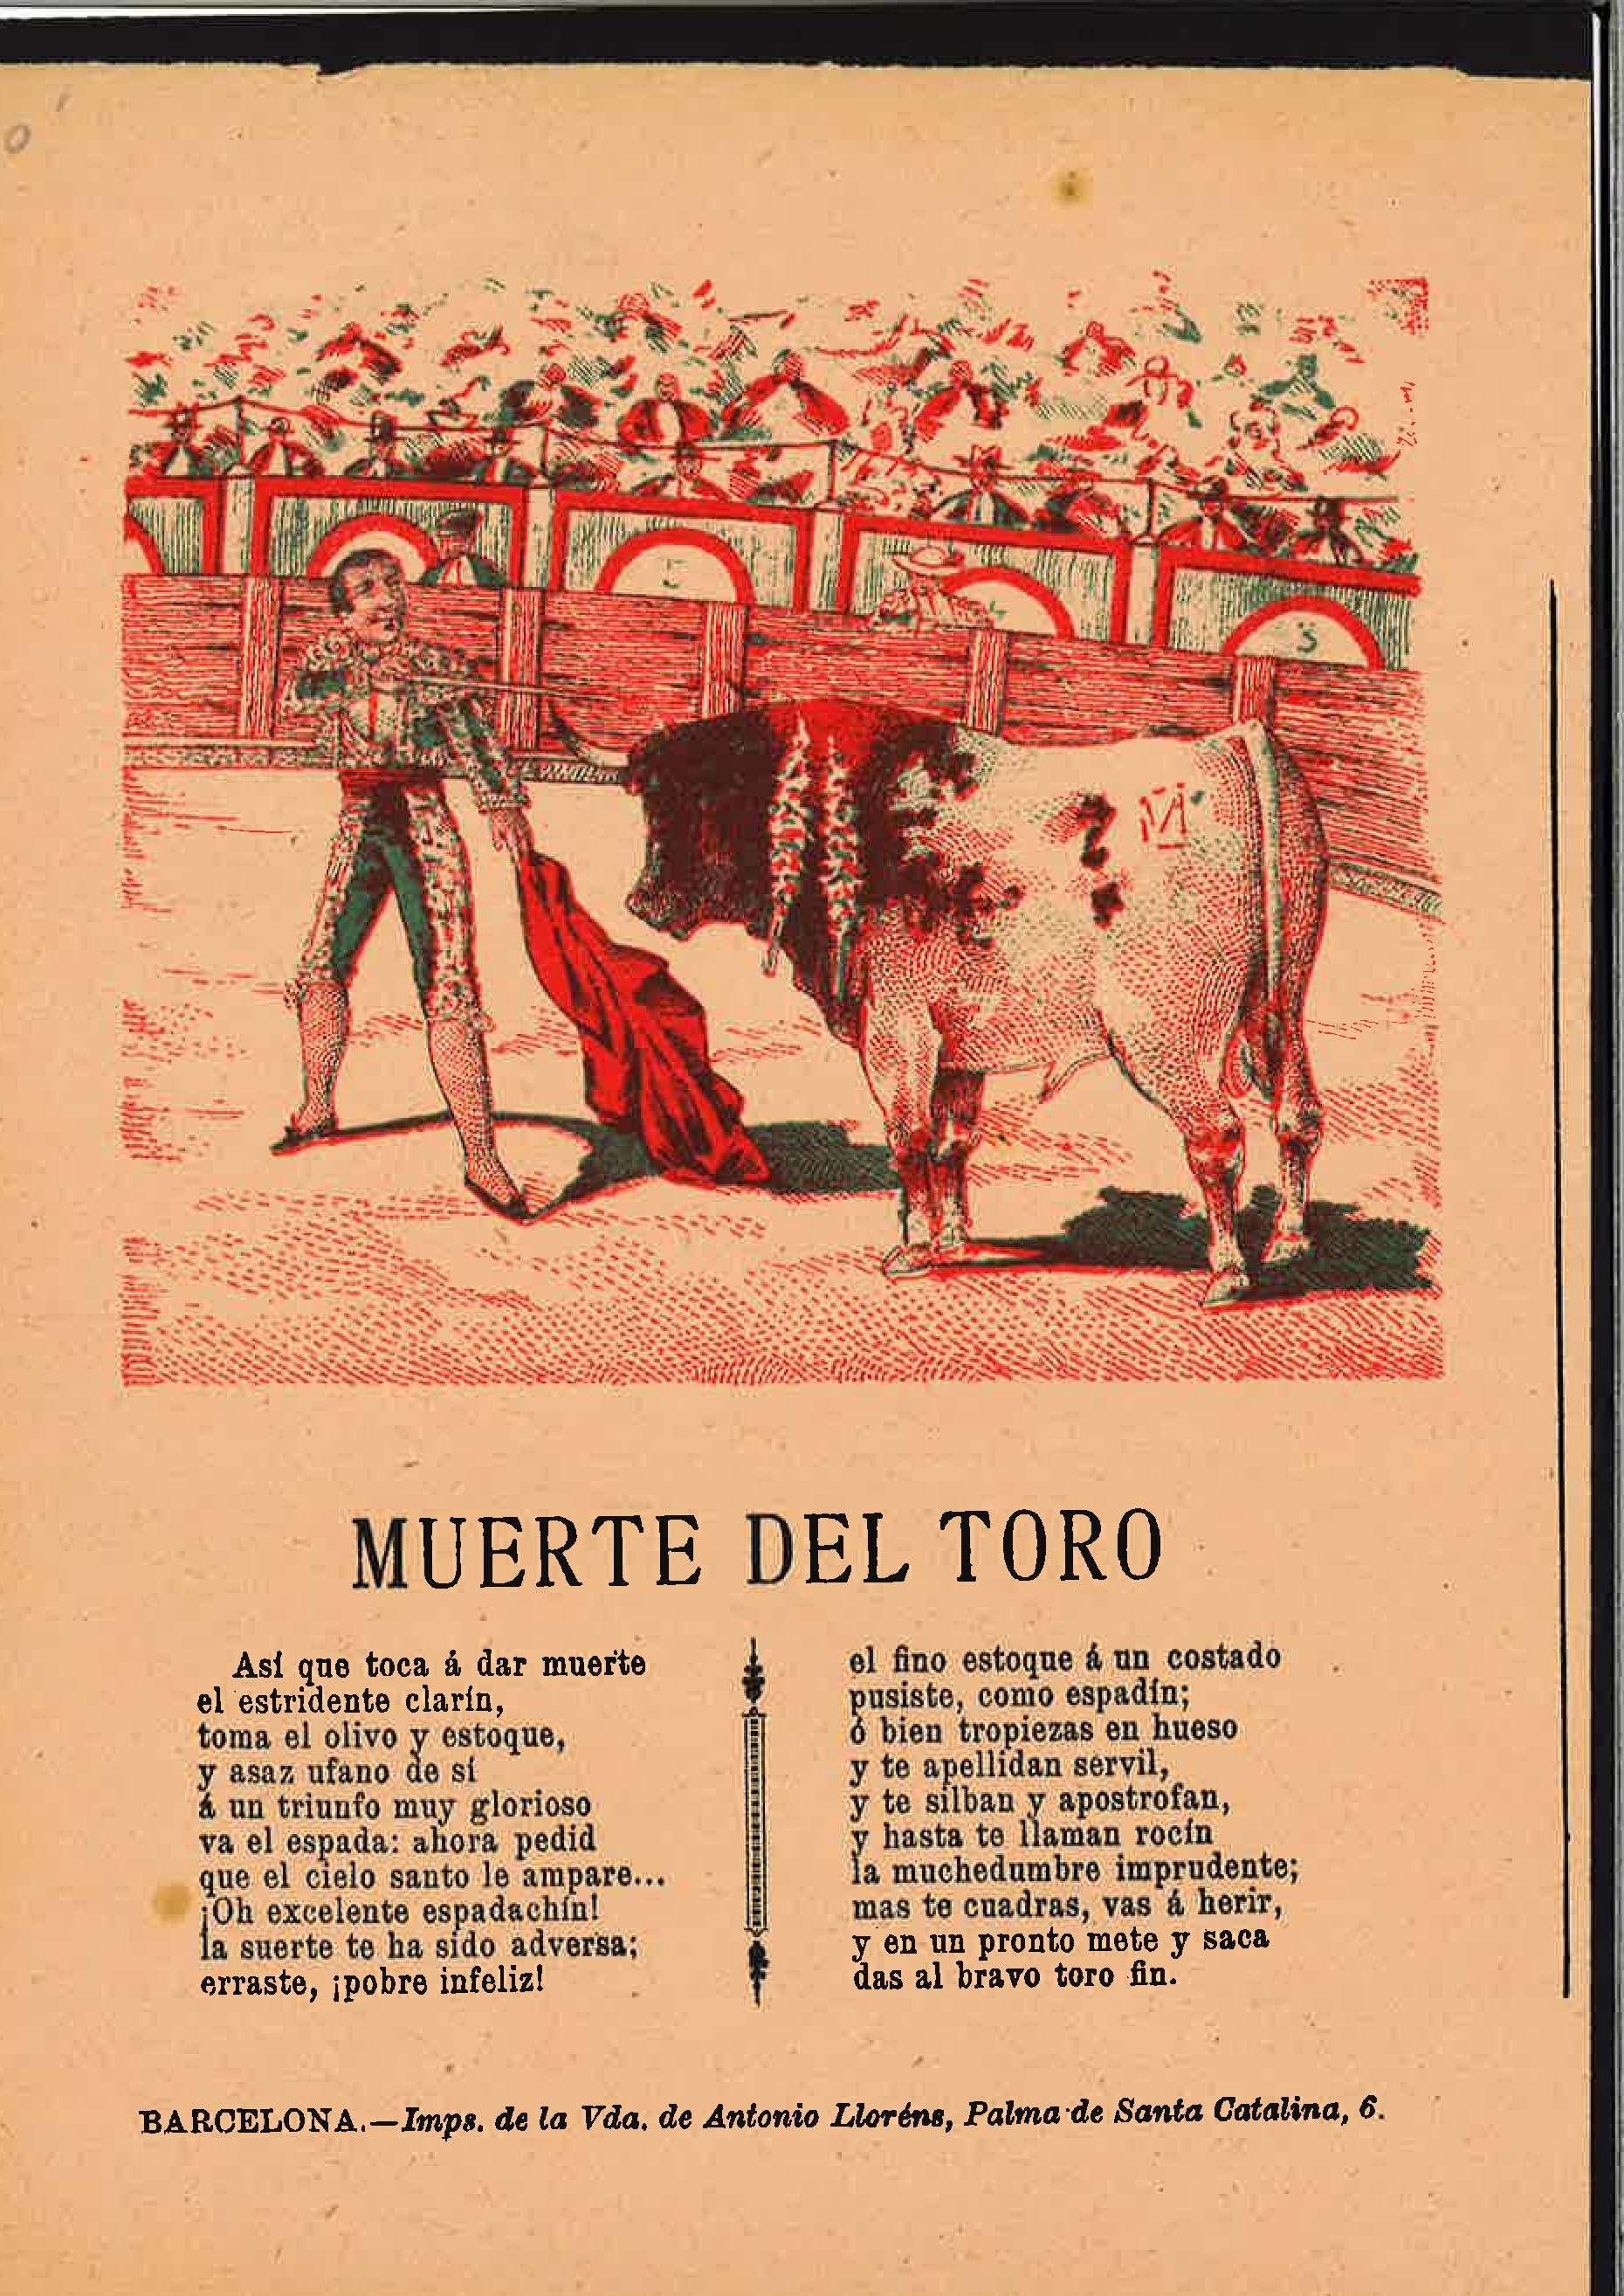 MUERTE DEL TORO
Así que toca á dar muerte
el estridente clarín,
toma el olivo y estoque,
y asaz ufano de sí
á un triunfo muy glorioso
va el espada: ahora pedid
que el cielo santo le ampare...
¡Oh excelente espadachín!
la suerte te ha sido adversa;
erraste, ¡pobre infeliz!
el fino estoque á un costado
pusiste, como espadín;
ó bien tropiezas en hueso
y te apellidan servil,
y te silban y apostrofan,
y hasta te llaman rocín
la muchedumbre imprudente;
mas te cuadras, vas á herir,
y en un pronto mete y saca
das al bravo toro fin.
BARCELONA.—Imps. de la Vda. de Antonio Lloréns, Palma de Santa Catalina, 6.